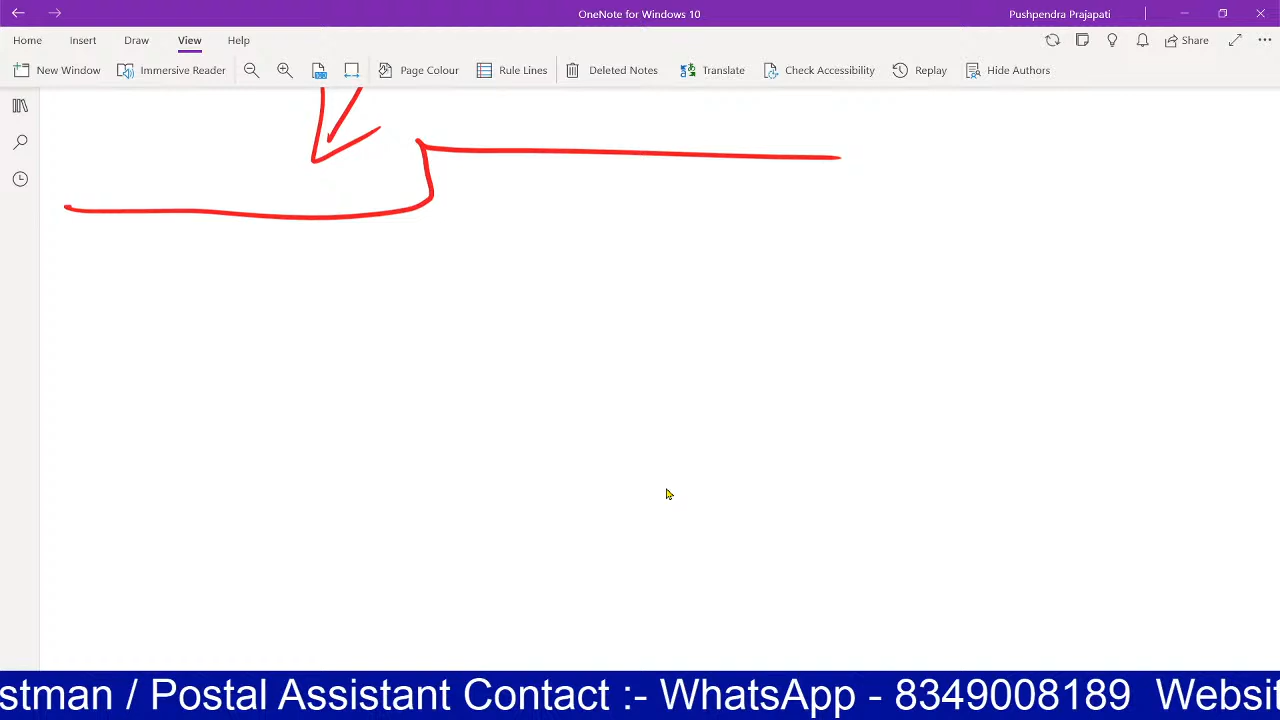 OneNote for Windows 10
Pushpendra Prajapati
Home Insert Draw View Help
Share
New Window Immersive Reader Page Colour Rule Lines Deleted Notes Translate Check Accessibility Replay Hide Authors
stman / Postal Assistant Contact :- WhatsApp - 8349008189 Websit